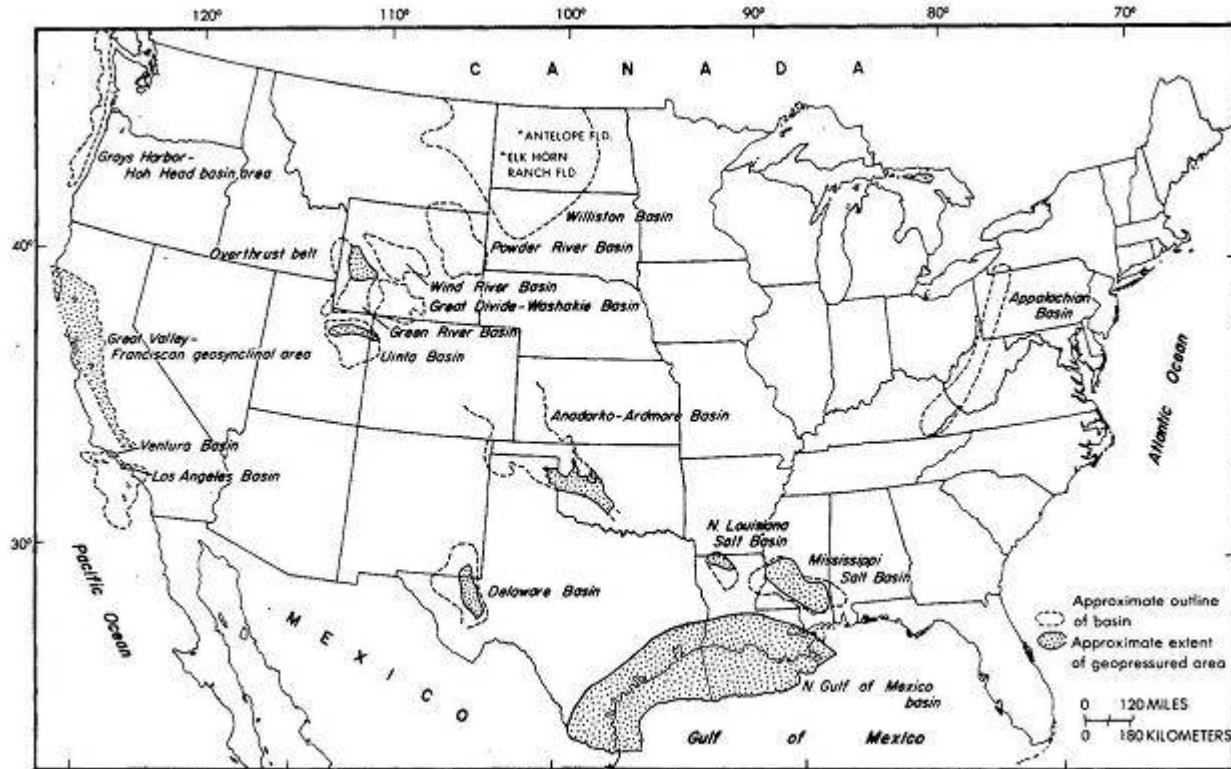 120°
110°
100°
90°
80°
70°
C A N A D A
*ANTELOPE FLD.
*ELK HORN
RANCH FLD
Grays Harbor-
Hoh Head basin area
Williston Basin
40°
Overthrust belt
Powder River Basin
Wind River Basin
Great Divide-Washakie Basin
Appalachian
Basin
Great Valley-
Franciscan geosynclinal area
Green River Basin
Uinta Basin
Atlantic Ocean
Anadarko-Ardmore Basin
Ventura Basin
Los Angeles Basin
30°
N. Louisiana
Salt Basin
Mississippi
Salt Basin
Pacific Ocean
Delaware Basin
MEXICO
Approximate outline
of basin
Approximate extent
of geopressured area
N Gulf of Mexico
basin
0 120 MILES
0 180 KILOMETERS
Gulf of Mexico